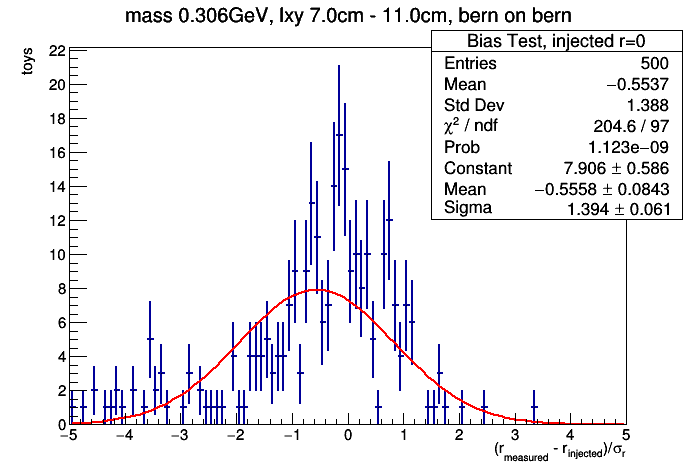 mass 0.306GeV, lxy 7.0cm - 11.0cm, bern on bern
Bias Test, injected r=0
Entries 500
Mean −0.5537
Std Dev 1.388
χ² / ndf 204.6 / 97
Prob 1.123e−09
Constant 7.906 ± 0.586
Mean −0.5558 ± 0.0843
Sigma 1.394 ± 0.061
toys
22
20
18
16
14
12
10
8
6
4
2
0
−5 −4 −3 −2 −1 0 1 2 3 4 5
(r_measured - r_injected)/σ_r